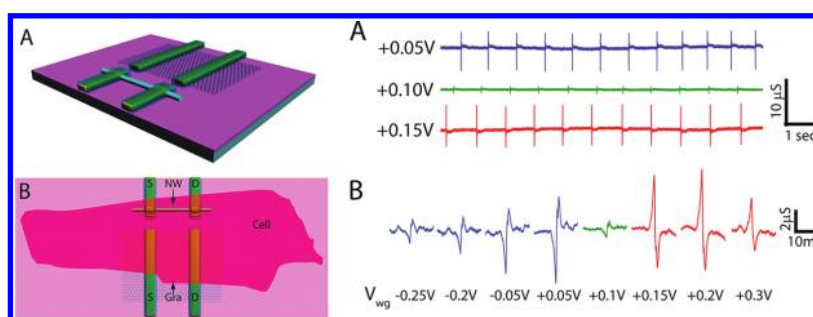 A
A
+0.05V
+0.10V
+0.15V
10 µS
1 sec
B
S
NW
D
Cell
S
Gra
D
B
2µS
10m
V_wg
-0.25V -0.2V -0.05V +0.05V +0.1V +0.15V +0.2V +0.3V